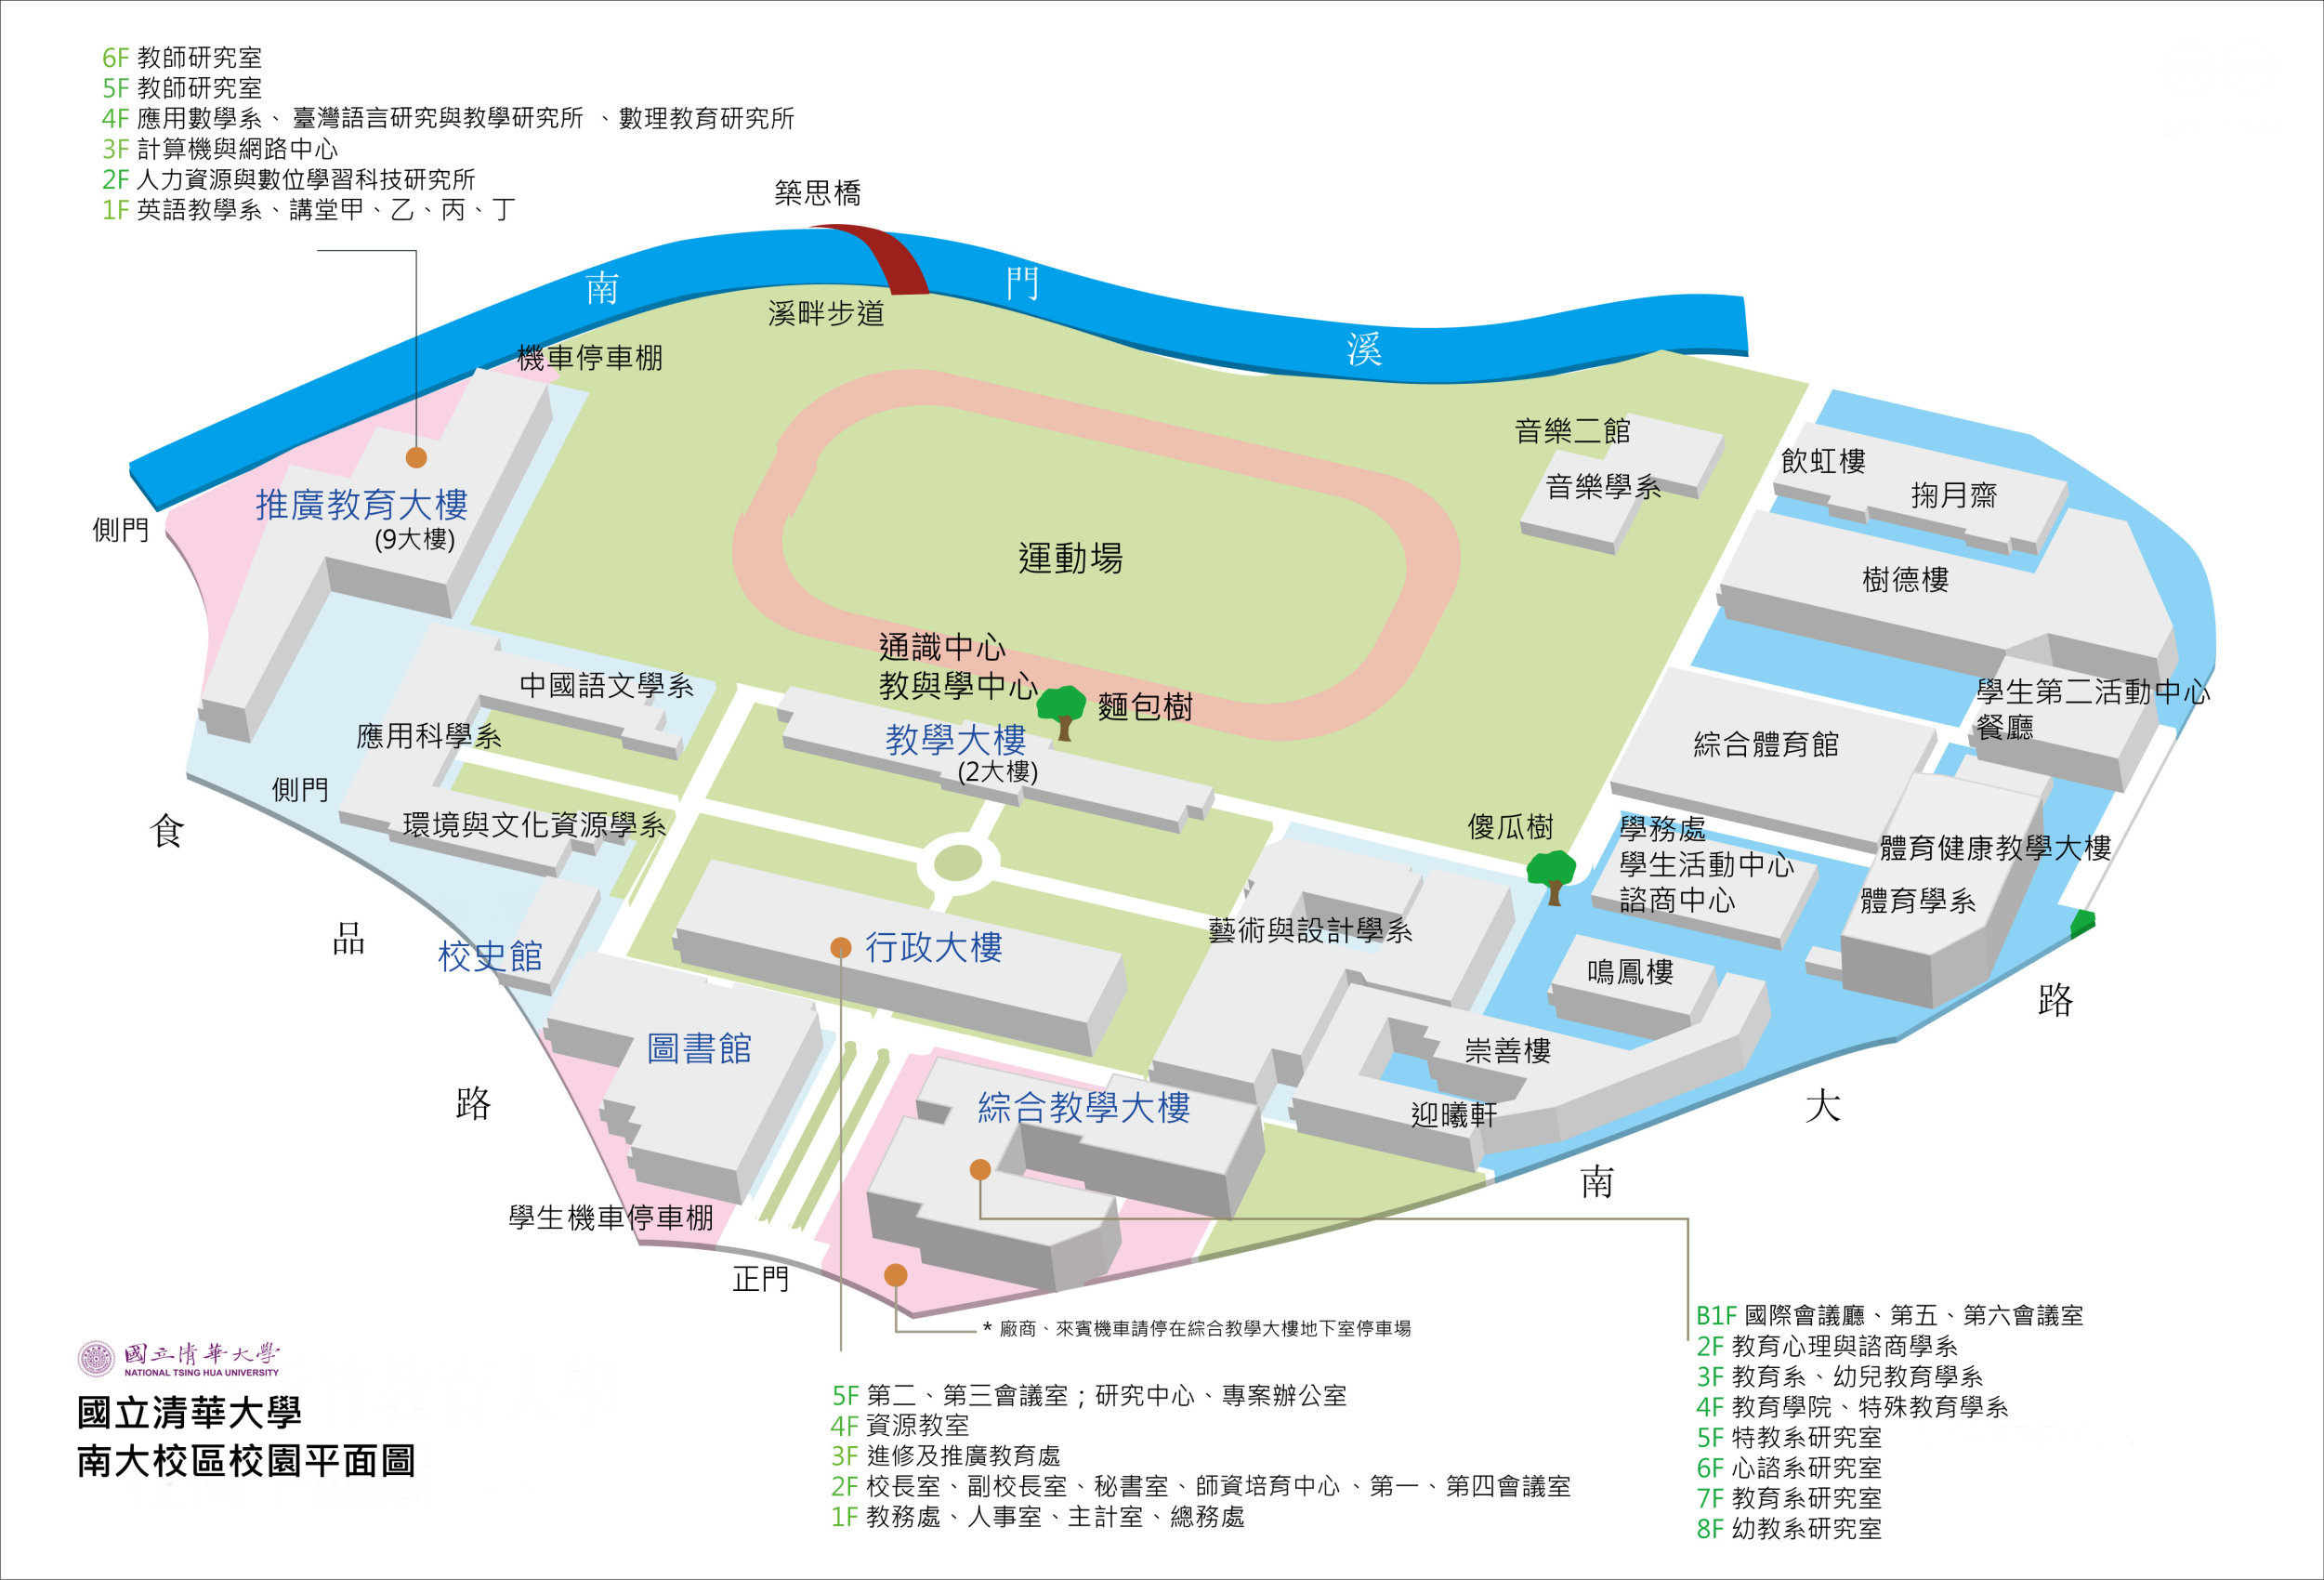 6F 教師研究室
5F 教師研究室
4F 應用數學系、臺灣語言研究與教學研究所、數理教育研究所
3F 計算機與網路中心
2F 人力資源與數位學習科技研究所
1F 英語教學系、講堂甲、乙、丙、丁
築思橋
南
門
溪
溪畔步道
機車停車棚
推廣教育大樓
(9大樓)
側門
運動場
音樂二館
音樂學系
飲虹樓
掬月齋
樹德樓
中國語文學系
應用科學系
側門
環境與文化資源學系
通識中心
教與學中心
麵包樹
教學大樓
(2大樓)
學生第二活動中心
餐廳
綜合體育館
傻瓜樹
學務處
學生活動中心
諮商中心
體育健康教學大樓
體育學系
食
品
路
校史館
行政大樓
藝術與設計學系
鳴鳳樓
圖書館
崇善樓
綜合教學大樓
迎曦軒
路
大
南
學生機車停車棚
正門
* 廠商、來賓機車請停在綜合教學大樓地下室停車場
國立清華大學
NATIONAL TSING HUA UNIVERSITY
國立清華大學
南大校區校園平面圖
5F 第二、第三會議室；研究中心、專案辦公室
4F 資源教室
3F 進修及推廣教育處
2F 校長室、副校長室、秘書室、師資培育中心、第一、第四會議室
1F 教務處、人事室、主計室、總務處
B1F 國際會議廳、第五、第六會議室
2F 教育心理與諮商學系
3F 教育系、幼兒教育學系
4F 教育學院、特殊教育學系
5F 特教系研究室
6F 心諮系研究室
7F 教育系研究室
8F 幼教系研究室